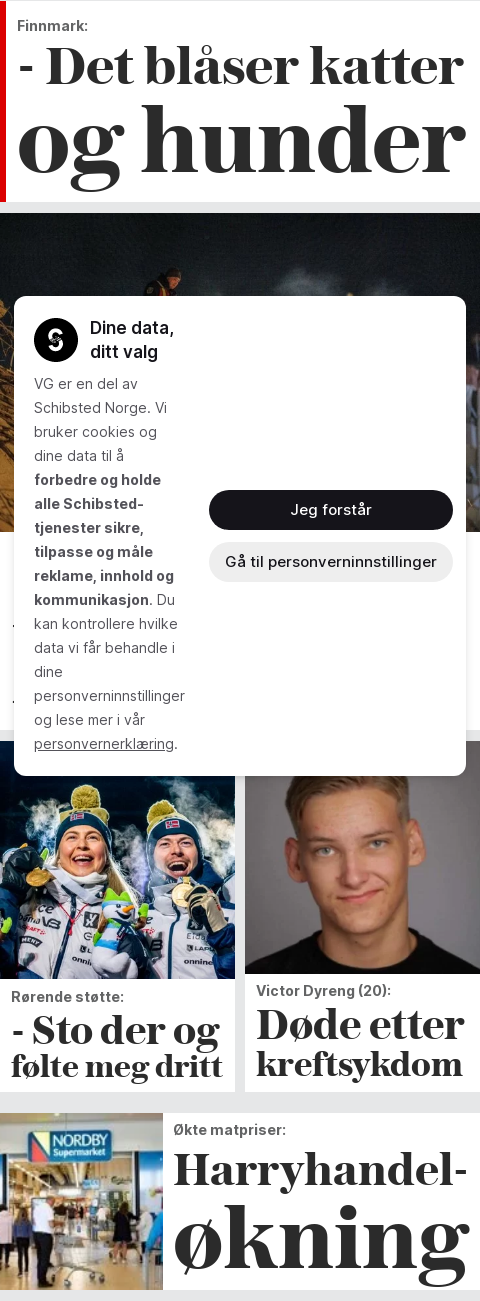 Finnmark:
- Det blåser katter
og hunder
Dine data,
ditt valg
VG er en del av
Schibsted Norge. Vi
bruker cookies og
dine data til å
forbedre og holde
alle Schibsted-
tjenester sikre,
tilpasse og måle
reklame, innhold og
kommunikasjon. Du
kan kontrollere hvilke
data vi får behandle i
dine
personverninnstillinger
og lese mer i vår
personvernerklæring.
Jeg forstår
Gå til personverninnstillinger
Rørende støtte:
- Sto der og
følte meg dritt
Victor Dyreng (20):
Døde etter
kreftsykdom
NORDBY
Supermarket
Økte matpriser:
Harryhandel-
økning